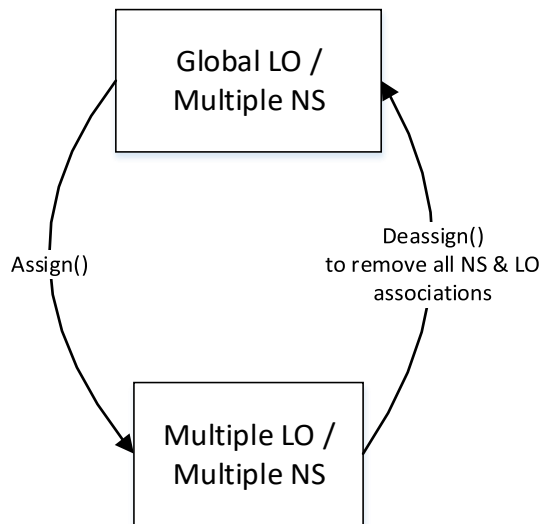 Global LO /
Multiple NS
Assign()
Deassign()
to remove all NS & LO
associations
Multiple LO /
Multiple NS